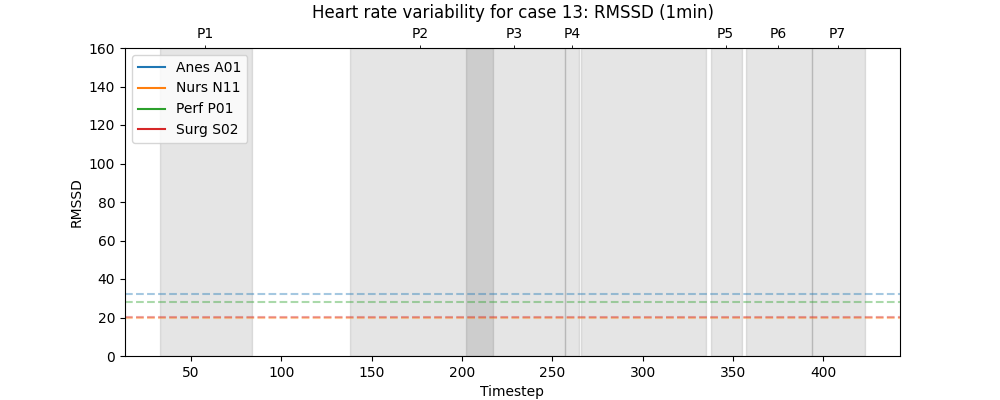 Heart rate variability for case 13: RMSSD (1min)
P1 P2 P3 P4 P5 P6 P7
160
140
120
100
80
60
40
20
0
RMSSD
Anes A01
Nurs N11
Perf P01
Surg S02
50 100 150 200 250 300 350 400
Timestep